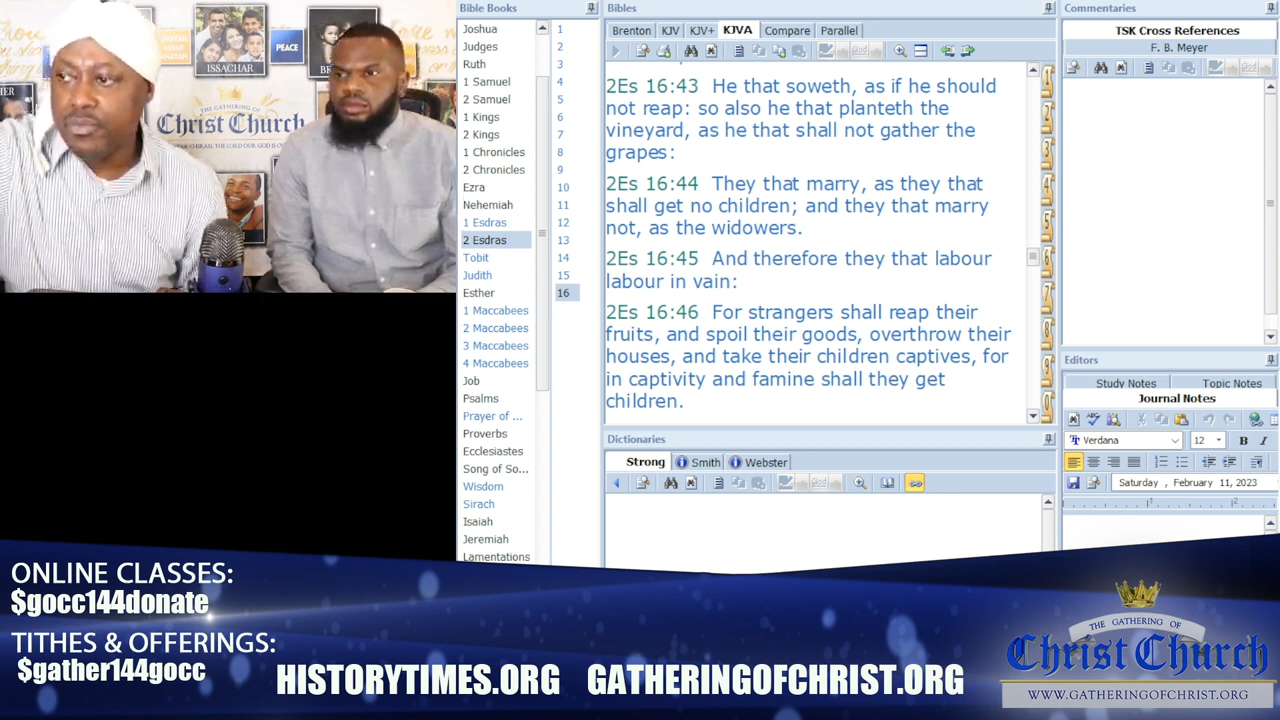 ISSACHAR
PEACE
THE GATHERING OF
Christ Church
Bible Books
Joshua
Judges
Ruth
1 Samuel
2 Samuel
1 Kings
2 Kings
1 Chronicles
2 Chronicles
Ezra
Nehemiah
1 Esdras
2 Esdras
Tobit
Judith
Esther
1 Maccabees
2 Maccabees
3 Maccabees
4 Maccabees
Job
Psalms
Prayer of ...
Proverbs
Ecclesiastes
Song of So...
Wisdom
Sirach
Isaiah
Jeremiah
Lamentations
1
2
3
4
5
6
7
8
9
10
11
12
13
14
15
16
Bibles
Brenton KJV KJV+ KJVA Compare Parallel
2Es 16:43 He that soweth, as if he should
not reap: so also he that planteth the
vineyard, as he that shall not gather the
grapes:
2Es 16:44 They that marry, as they that
shall get no children; and they that marry
not, as the widowers.
2Es 16:45 And therefore they that labour
labour in vain:
2Es 16:46 For strangers shall reap their
fruits, and spoil their goods, overthrow their
houses, and take their children captives, for
in captivity and famine shall they get
children.
Dictionaries
Strong Smith Webster
Commentaries
TSK Cross References
F. B. Meyer
Editors
Study Notes Topic Notes
Journal Notes
Verdana 12 B I
Saturday , February 11, 2023
1 2
ONLINE CLASSES:
$gocc144donate
TITHES & OFFERINGS:
$gather144gocc
HISTORYTIMES.ORG GATHERINGOFCHRIST.ORG
THE GATHERING OF
Christ Church
WWW.GATHERINGOFCHRIST.ORG